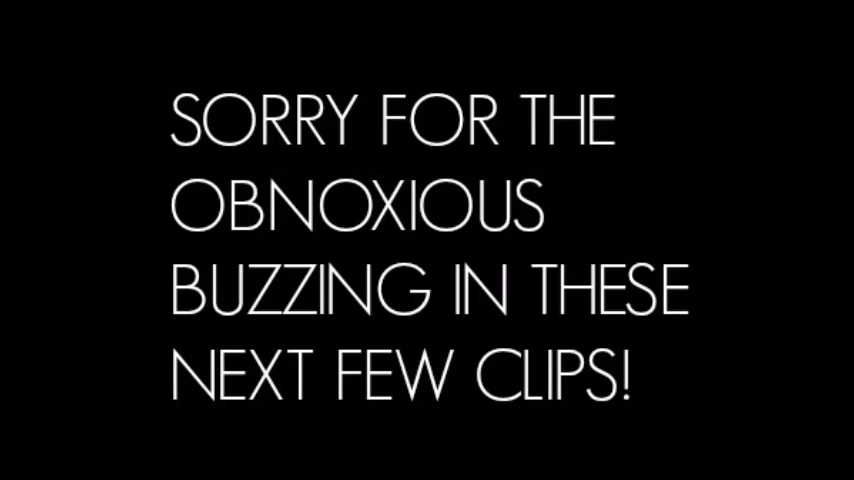 SORRY FOR THE
OBNOXIOUS
BUZZING IN THESE
NEXT FEW CLIPS!